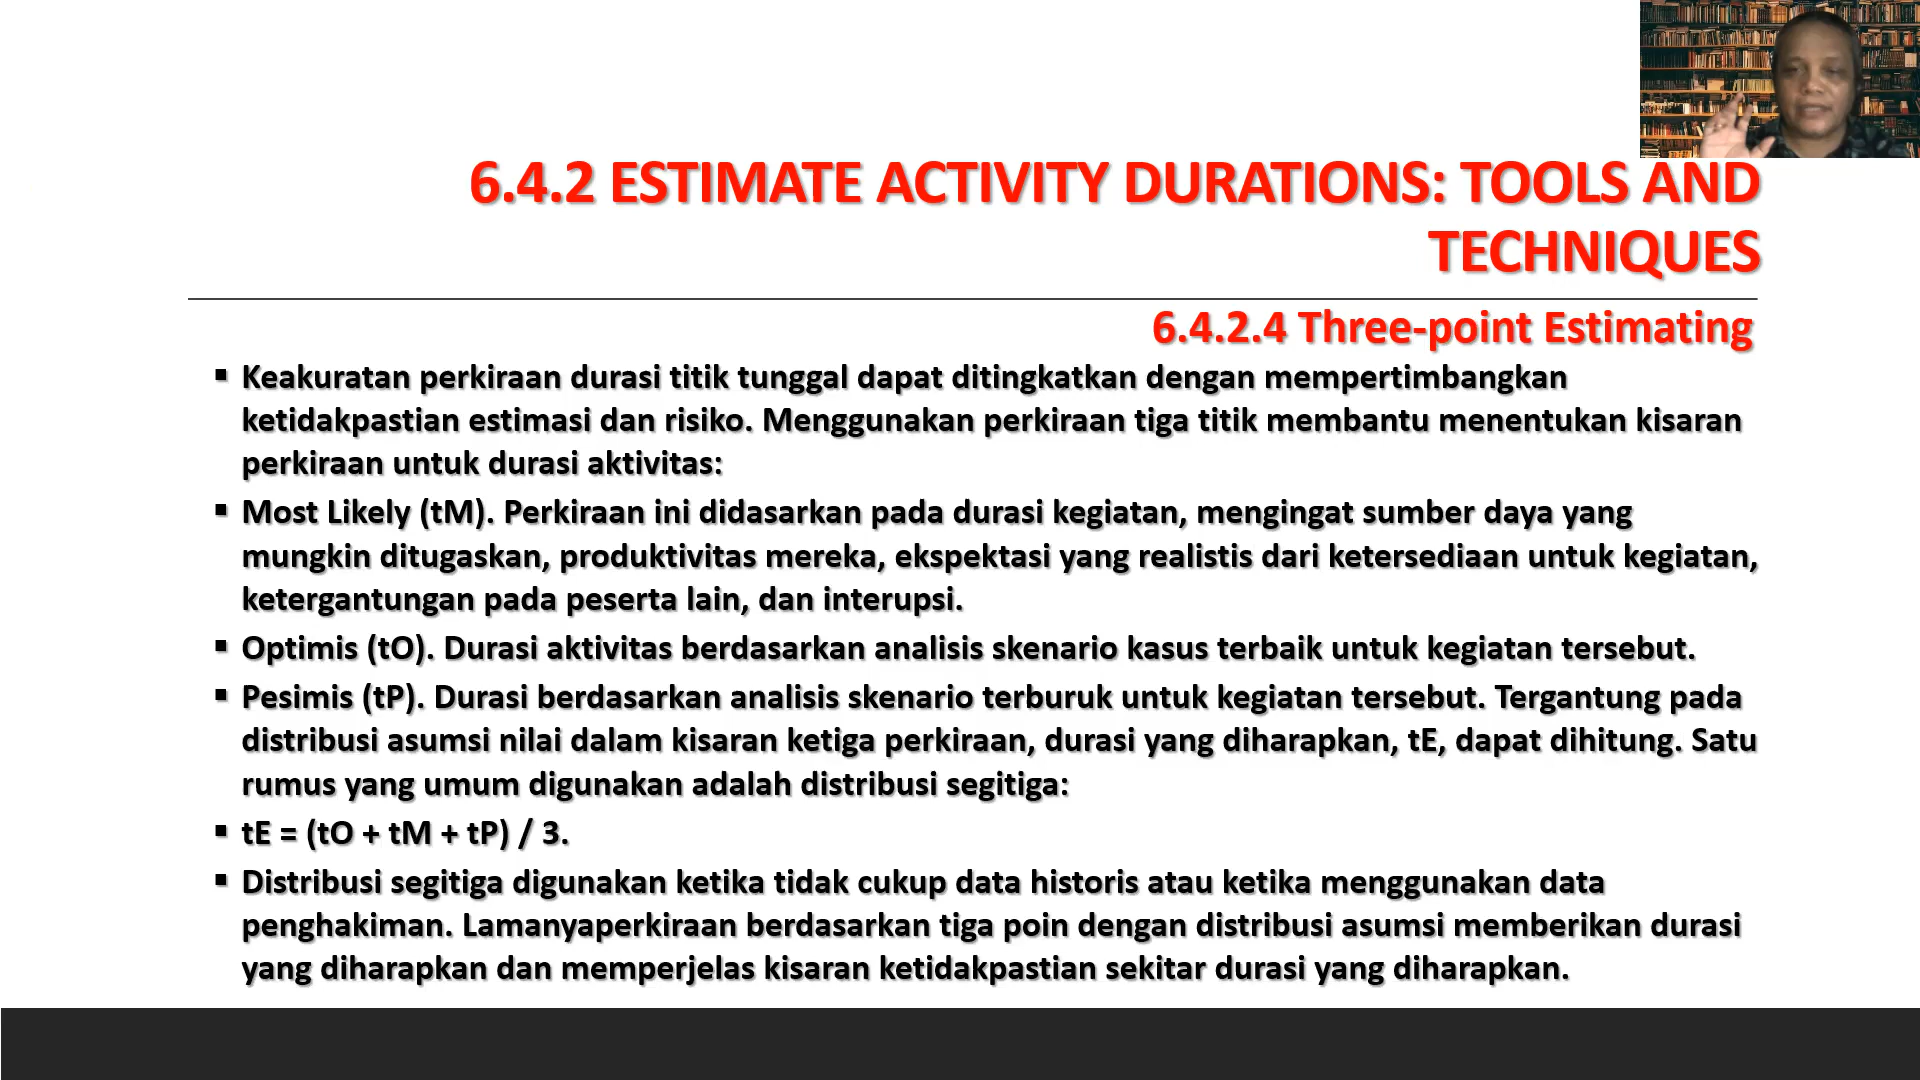 6.4.2 ESTIMATE ACTIVITY DURATIONS: TOOLS AND
TECHNIQUES
6.4.2.4 Three-point Estimating
▪ Keakuratan perkiraan durasi titik tunggal dapat ditingkatkan dengan mempertimbangkan
ketidakpastian estimasi dan risiko. Menggunakan perkiraan tiga titik membantu menentukan kisaran
perkiraan untuk durasi aktivitas:
▪ Most Likely (tM). Perkiraan ini didasarkan pada durasi kegiatan, mengingat sumber daya yang
mungkin ditugaskan, produktivitas mereka, ekspektasi yang realistis dari ketersediaan untuk kegiatan,
ketergantungan pada peserta lain, dan interupsi.
▪ Optimis (tO). Durasi aktivitas berdasarkan analisis skenario kasus terbaik untuk kegiatan tersebut.
▪ Pesimis (tP). Durasi berdasarkan analisis skenario terburuk untuk kegiatan tersebut. Tergantung pada
distribusi asumsi nilai dalam kisaran ketiga perkiraan, durasi yang diharapkan, tE, dapat dihitung. Satu
rumus yang umum digunakan adalah distribusi segitiga:
▪ tE = (tO + tM + tP) / 3.
▪ Distribusi segitiga digunakan ketika tidak cukup data historis atau ketika menggunakan data
penghakiman. Lamanyaperkiraan berdasarkan tiga poin dengan distribusi asumsi memberikan durasi
yang diharapkan dan memperjelas kisaran ketidakpastian sekitar durasi yang diharapkan.